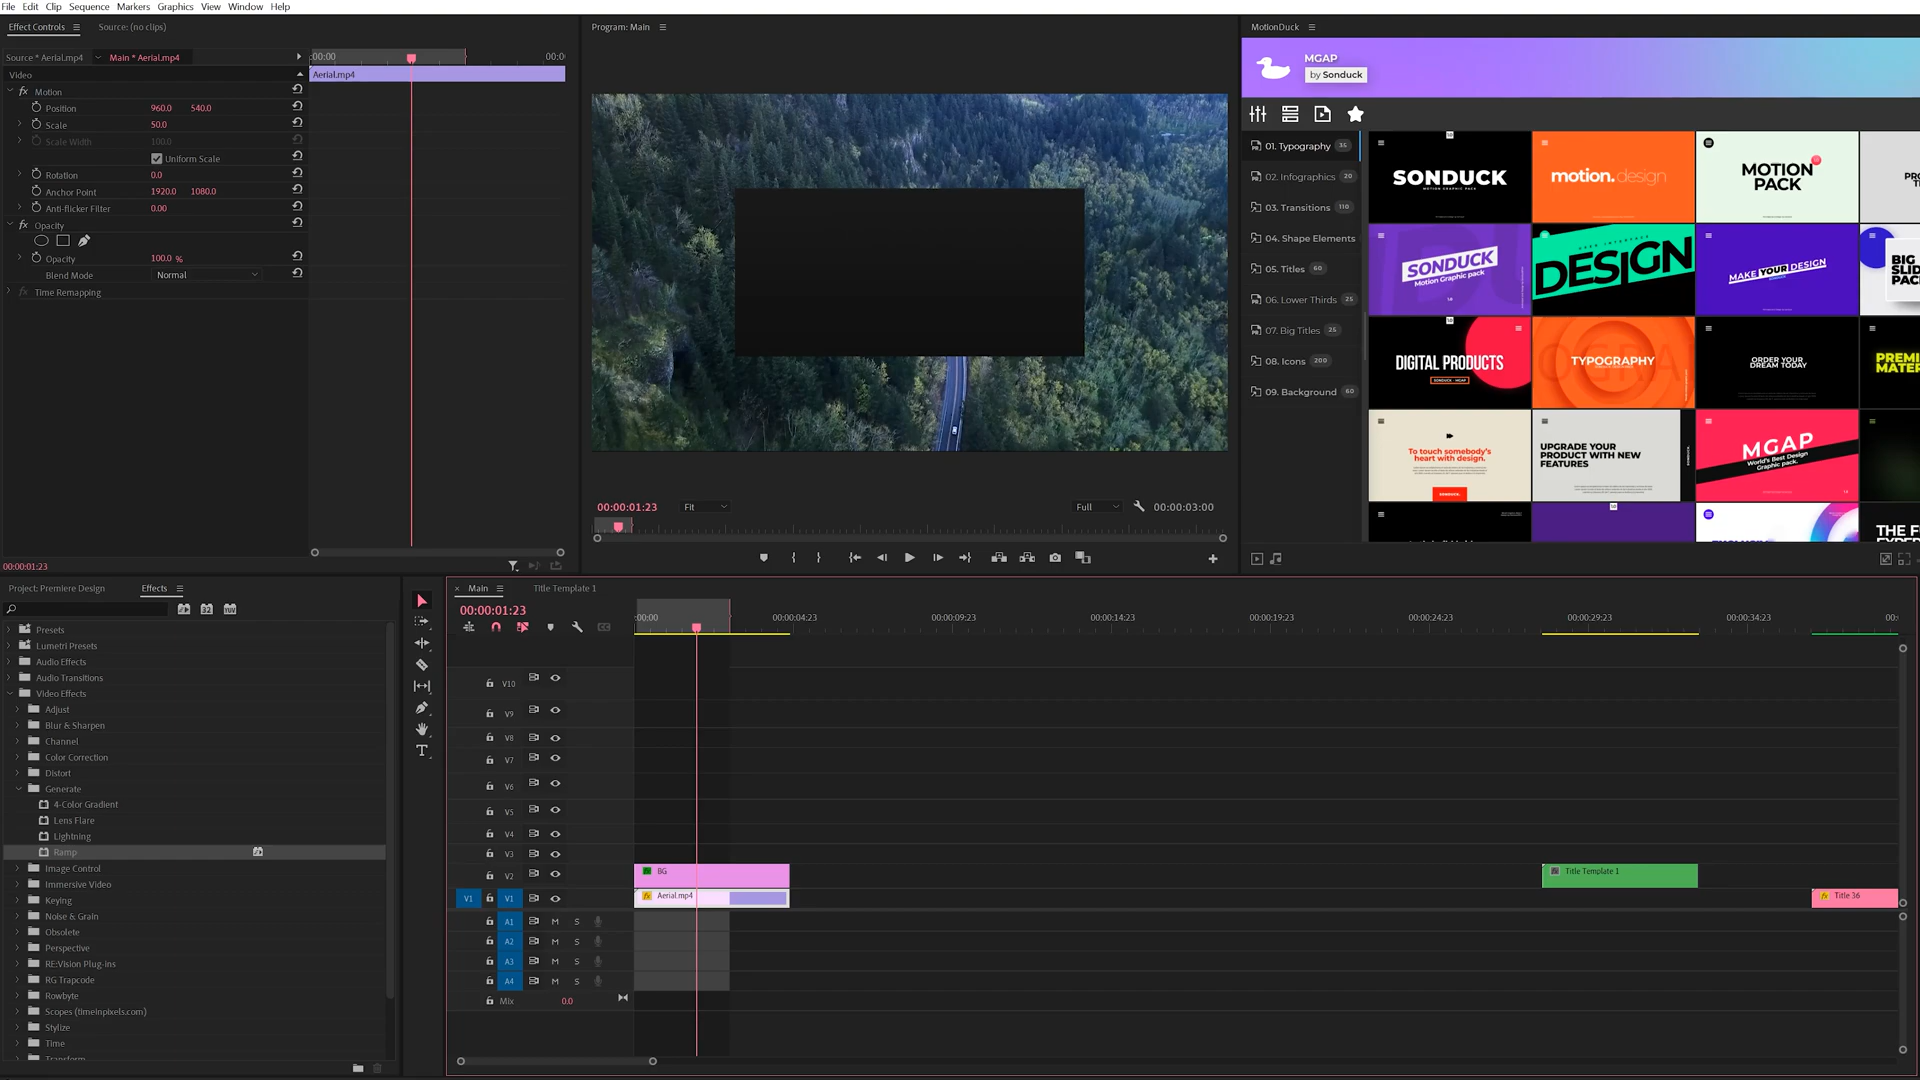 File Edit Clip Sequence Markers Graphics View Window Help
Effect Controls
Source: (no clips)
Source * Aerial.mp4
Main * Aerial.mp4
:00:00
00:0
Video
Aerial.mp4
Motion
Position 960.0 540.0
Scale 50.0
Scale Width 100.0
Uniform Scale
Rotation 0.0
Anchor Point 1920.0 1080.0
Anti-flicker Filter 0.00
Opacity
Opacity 100.0 %
Blend Mode Normal
Time Remapping
00:00:01:23
Program: Main
00:00:01:23
Fit
Full
00:00:03:00
MotionDuck
MGAP
by Sonduck
01. Typography 35
02. Infographics 20
03. Transitions 110
04. Shape Elements
05. Titles 60
06. Lower Thirds 25
07. Big Titles 25
08. Icons 200
09. Background 60
SONDUCK
MOTION GRAPHIC PACK
motion.design
MOTION
PACK
SONDUCK
Motion Graphic pack
DESIGN
MAKE YOUR DESIGN
BIG
SLID
PACK
DIGITAL PRODUCTS
SONDUCK - MGAP
TYPOGRAPHY
ORDER YOUR
DREAM TODAY
PREMI
MATER
To touch somebody's
heart with design.
SONDUCK.
UPGRADE YOUR
PRODUCT WITH NEW
FEATURES
MGAP
World's Best Design
Graphic pack.
THE F
Project: Premiere Design
Effects
Presets
Lumetri Presets
Audio Effects
Audio Transitions
Video Effects
Adjust
Blur & Sharpen
Channel
Color Correction
Distort
Generate
4-Color Gradient
Lens Flare
Lightning
Ramp
Image Control
Immersive Video
Keying
Noise & Grain
Obsolete
Perspective
RE:Vision Plug-ins
RG Trapcode
Rowbyte
Scopes (timeinpixels.com)
Stylize
Time
Transform
Main
Title Template 1
00:00:01:23
:00:00 00:00:04:23 00:00:09:23 00:00:14:23 00:00:19:23 00:00:24:23 00:00:29:23 00:00:34:23 00:
V10
V9
V8
V7
V6
V5
V4
V3
V2
BG
Title Template 1
V1 V1
Aerial.mp4
Title 36
A1 M S
A2 M S
A3 M S
A4 M S
Mix 0.0